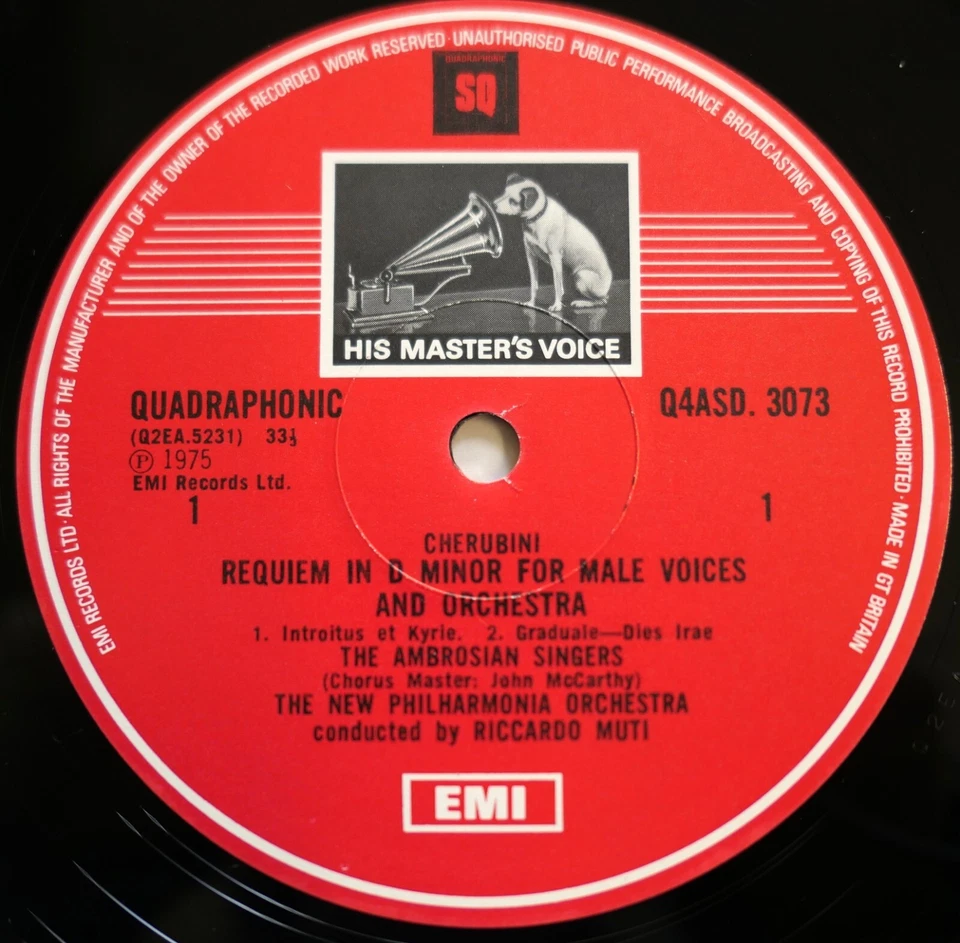 EMI RECORDS LTD · ALL RIGHTS OF THE MANUFACTURER AND OF THE OWNER OF THE RECORDED WORK RESERVED · UNAUTHORISED PUBLIC PERFORMANCE BROADCASTING AND COPYING OF THIS RECORD PROHIBITED · MADE IN GT BRITAIN
QUADRAPHONIC
SQ
HIS MASTER'S VOICE
QUADRAPHONIC
Q4ASD. 3073
(Q2EA.5231) 33⅓
Ⓟ 1975
EMI Records Ltd.
1
1
CHERUBINI
REQUIEM IN D MINOR FOR MALE VOICES
AND ORCHESTRA
1. Introitus et Kyrie. 2. Graduale—Dies Irae
THE AMBROSIAN SINGERS
(Chorus Master: John McCarthy)
THE NEW PHILHARMONIA ORCHESTRA
conducted by RICCARDO MUTI
EMI